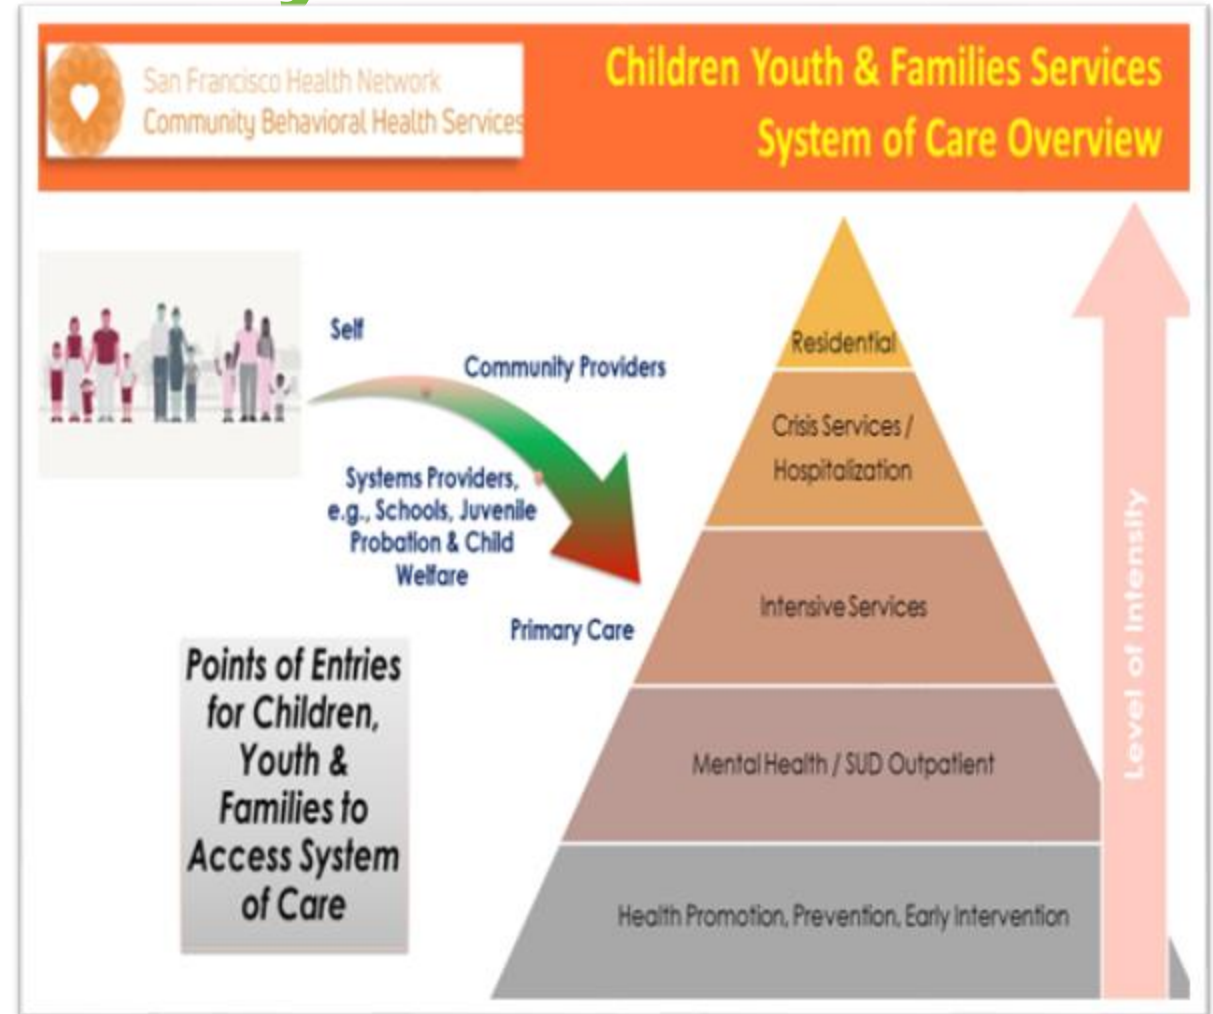 San Francisco Health Network
Community Behavioral Health Services
Children Youth & Families Services
System of Care Overview
Self
Community Providers
Systems Providers,
e.g., Schools, Juvenile
Probation & Child
Welfare
Primary Care
Points of Entries
for Children,
Youth &
Families to
Access System
of Care
Residential
Crisis Services /
Hospitalization
Intensive Services
Mental Health / SUD Outpatient
Health Promotion, Prevention, Early Intervention
Level of Intensity